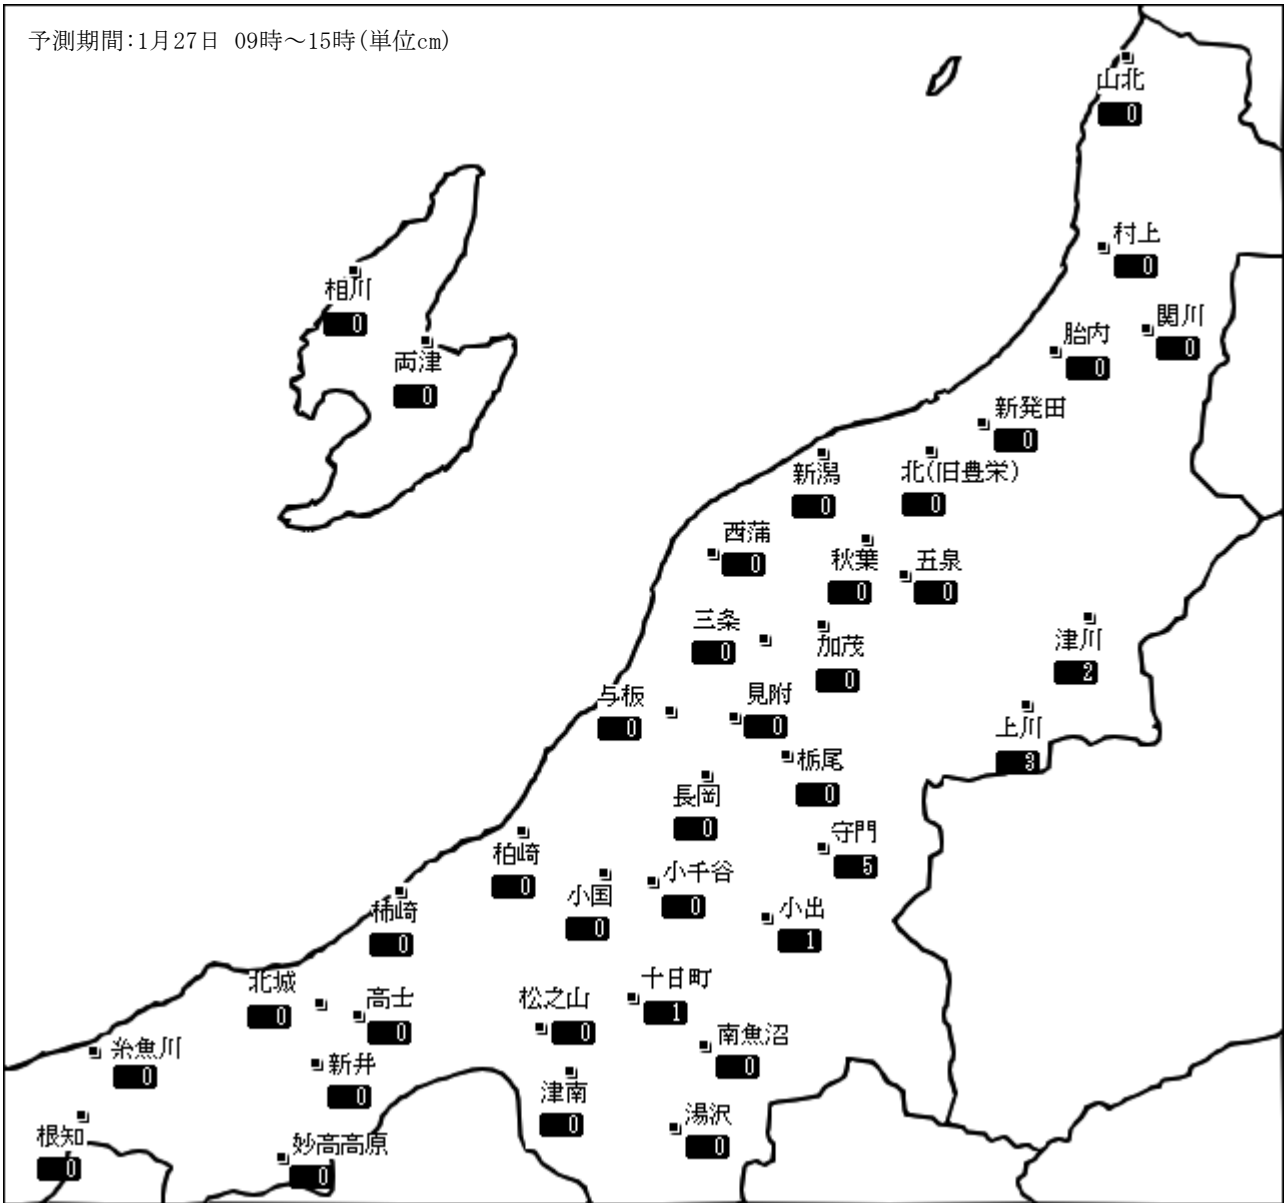 予測期間:1月27日 09時～15時(単位cm)
山北
0
村上
0
相川
0
関川
0
胎内
0
両津
0
新発田
0
新潟
0
北(旧豊栄)
0
西蒲
0
秋葉
0
五泉
0
三条
0
加茂
0
津川
2
与板
0
見附
0
上川
3
栃尾
0
長岡
0
守門
5
柏崎
0
小国
0
小千谷
0
柿崎
0
小出
1
北城
0
高士
0
松之山
0
十日町
1
糸魚川
0
新井
0
南魚沼
0
津南
0
湯沢
0
根知
0
妙高高原
0